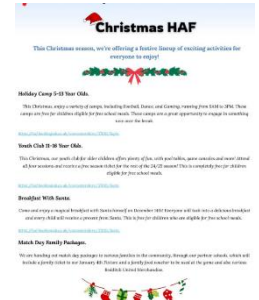 Christmas HAF
This Christmas season, we're offering a festive lineup of exciting activities for
everyone to enjoy!
Holiday Camp 5-13 Year Olds.
This Christmas, enjoy a variety of camps, including Football, Dance, and Gaming, running from to 3PM. These
camps are free for children eligible for free school meals. These camps are a great opportunity to engage in something
new over the break
Youth Club 11-16 Year Olds.
This Christmas, our youth club for older children offers plenty of fun, with pool tables, game consoles and more! Attend
all four sessions and receive a free season ticket for the rest of the 24/25 season! This is completely free for children
eligible for free school meals.
Breakfast With Santa.
Come and enjoy a magical breakfast with Santa himself on December Everyone will tuck into a delicious breakfast
and every child will receive a present from Santa. This is free for children who are eligible for free school meals.
Match Day Family Packages.
We are handing out match day packages to various families in the community, through our partner schools, which will
include a family ticket to our January fixture and a family food voucher to be used at the game and also various
United Merchandise.